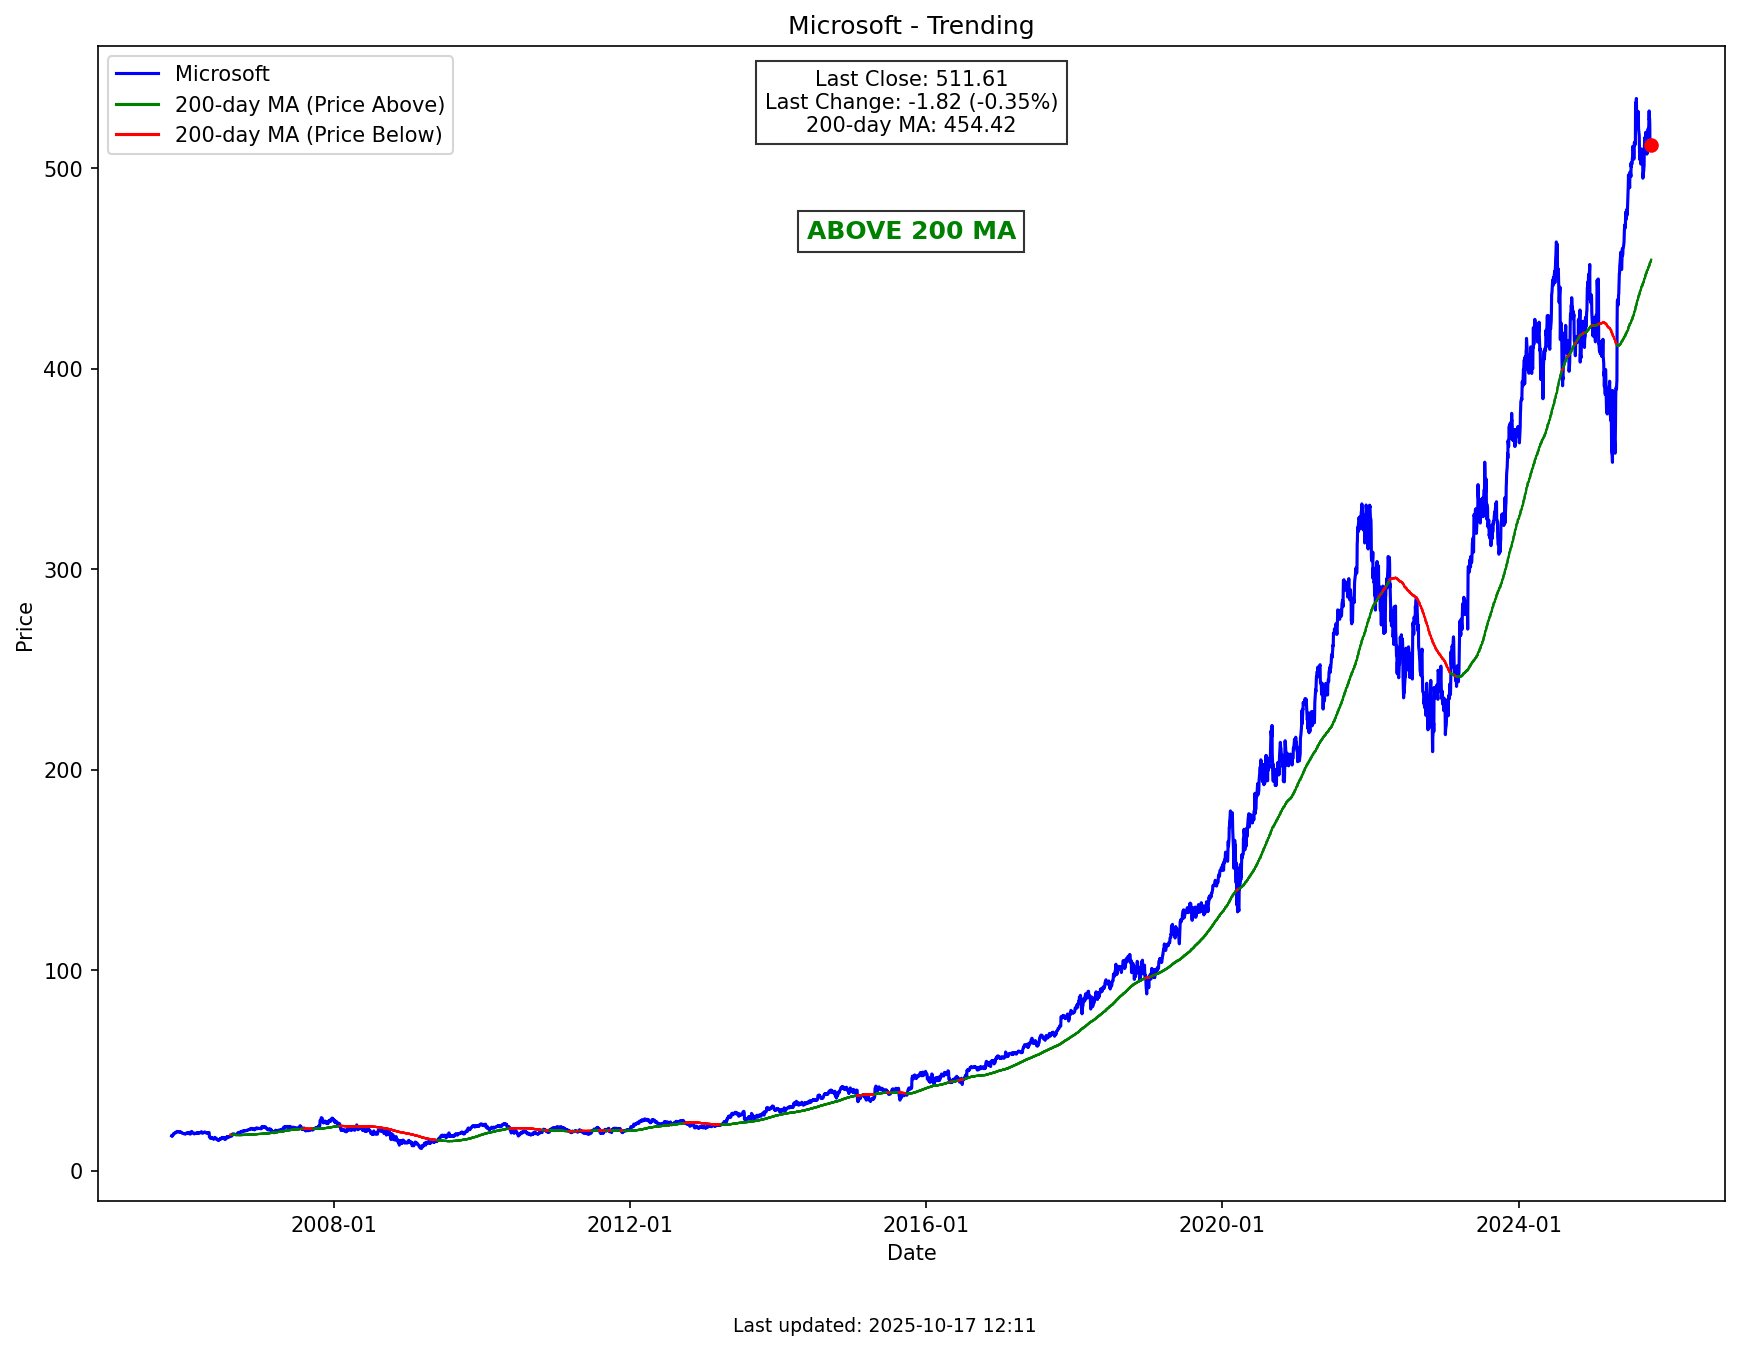 Microsoft - Trending
Microsoft
200-day MA (Price Above)
200-day MA (Price Below)
Last Close: 511.61
Last Change: -1.82 (-0.35%)
200-day MA: 454.42
ABOVE 200 MA
Price
500
400
300
200
100
0
2008-01
2012-01
2016-01
2020-01
2024-01
Date
Last updated: 2025-10-17 12:11